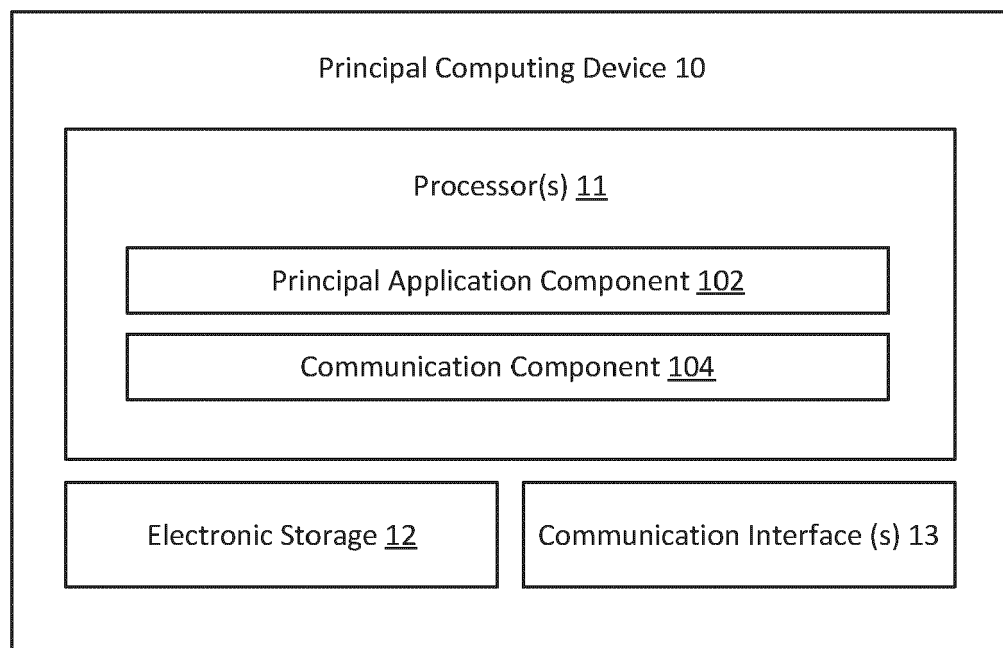 Principal Computing Device 10
Processor(s) 11
Principal Application Component 102
Communication Component 104
Electronic Storage 12
Communication Interface (s) 13